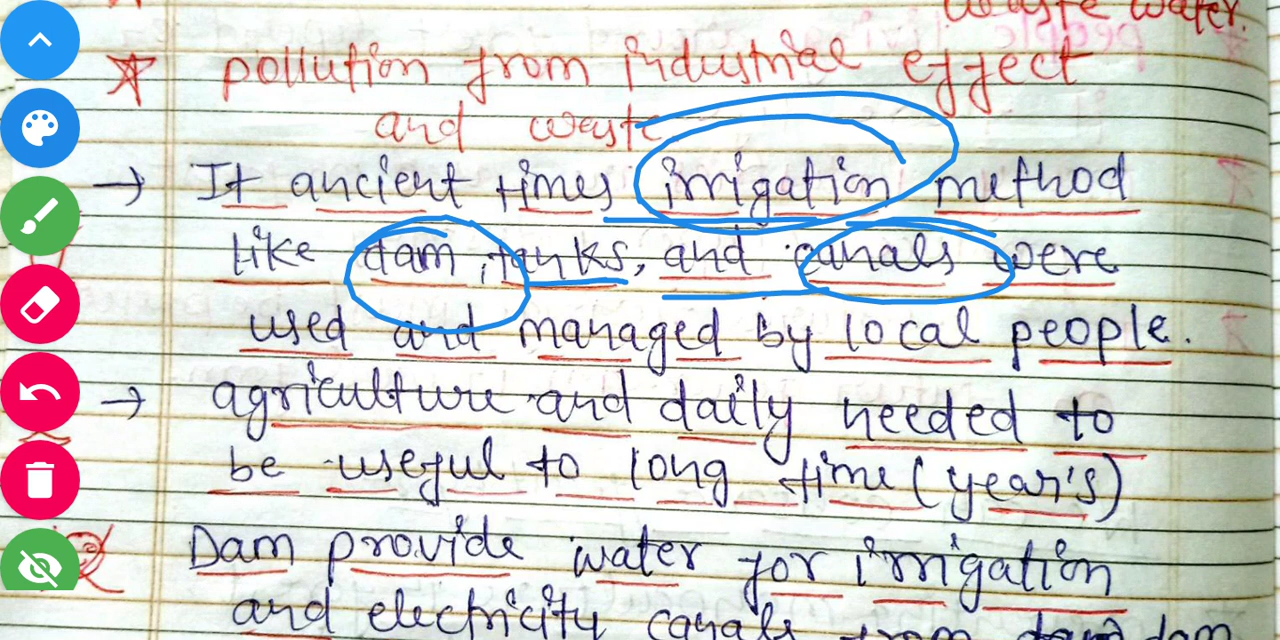 waste water.
☆ pollution from industrial effect
and waste
→ It ancient times irrigation method
like dam, tanks, and canals were
used and managed by local people.
→ agriculture and daily needed to
be useful to long time (year's)
Dam provide water for irrigation
and electricity canals from dam